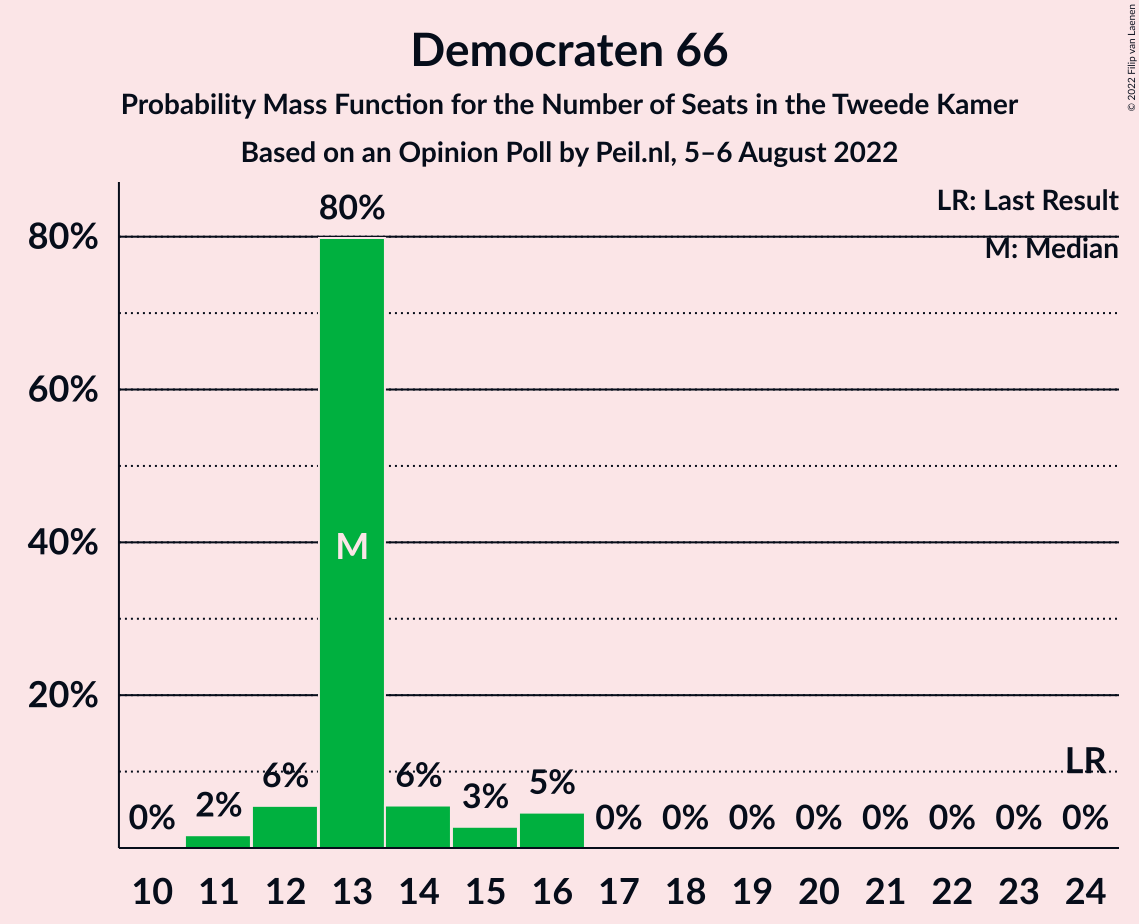 Democraten 66
Probability Mass Function for the Number of Seats in the Tweede Kamer
Based on an Opinion Poll by Peil.nl, 5–6 August 2022
© 2022 Filip van Laenen
LR: Last Result
M: Median
80%
60%
40%
20%
0%
2%
6%
80%
M
6%
3%
5%
0%
0%
0%
0%
0%
0%
0%
LR
0%
10 11 12 13 14 15 16 17 18 19 20 21 22 23 24